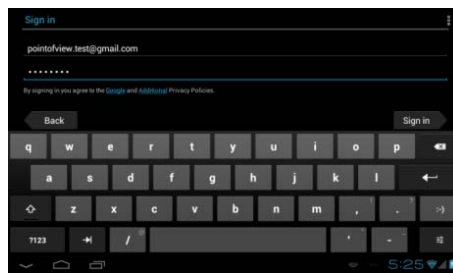 Sign in
pointofview.test@gmail.com
••••••••
By signing in you agree to the Google and Additional Privacy Policies.
Back Sign in
q w e r t y u i o p
a s d f g h j k l
z x c v b n m , ! . ? :-)
?123 / @ ' " - _
5:25